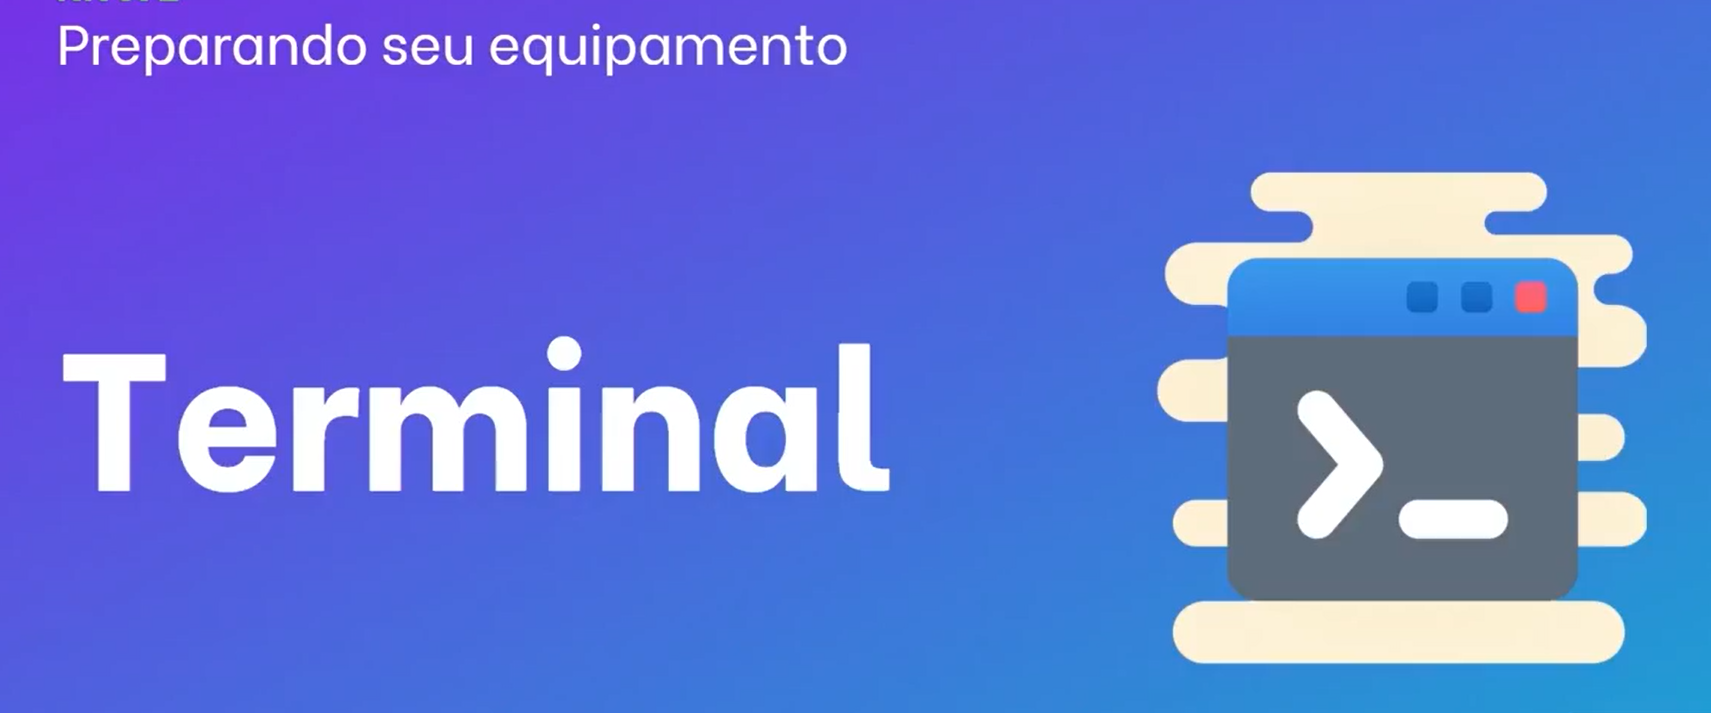 Preparando seu equipamento
Terminal